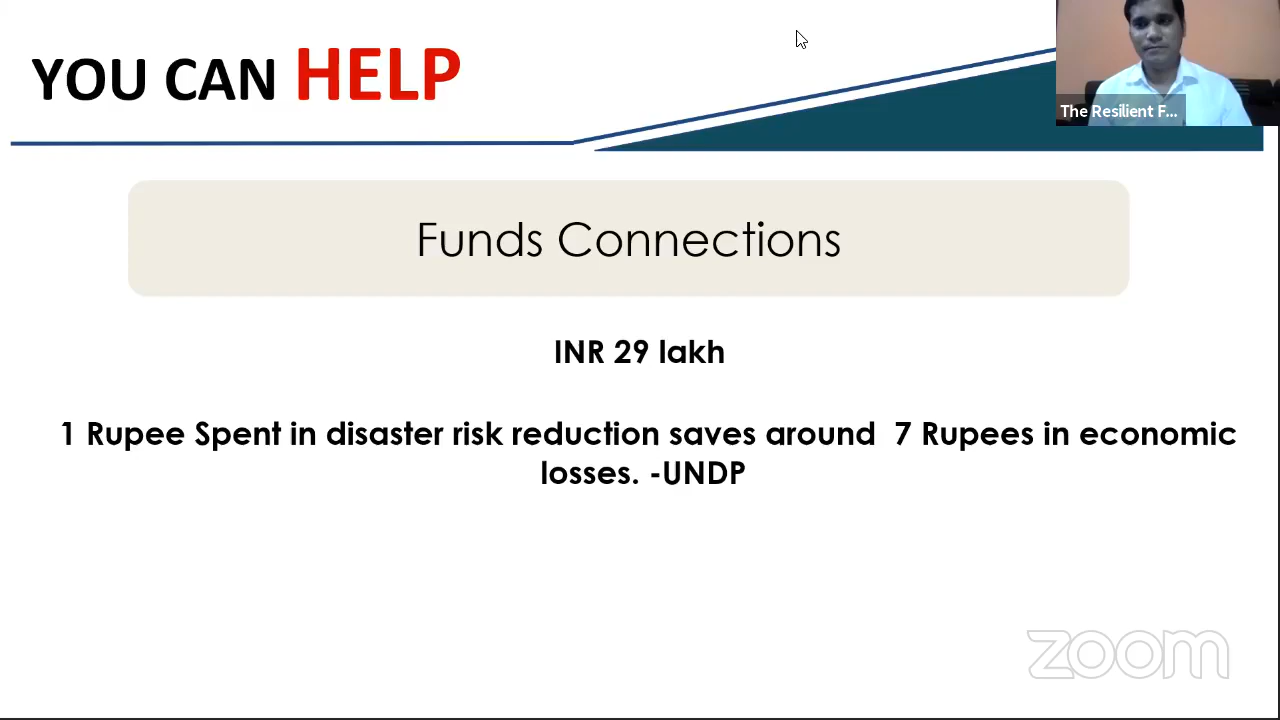 YOU CAN HELP
The Resilient F...
Funds Connections
INR 29 lakh
1 Rupee Spent in disaster risk reduction saves around 7 Rupees in economic
losses. -UNDP
zoom